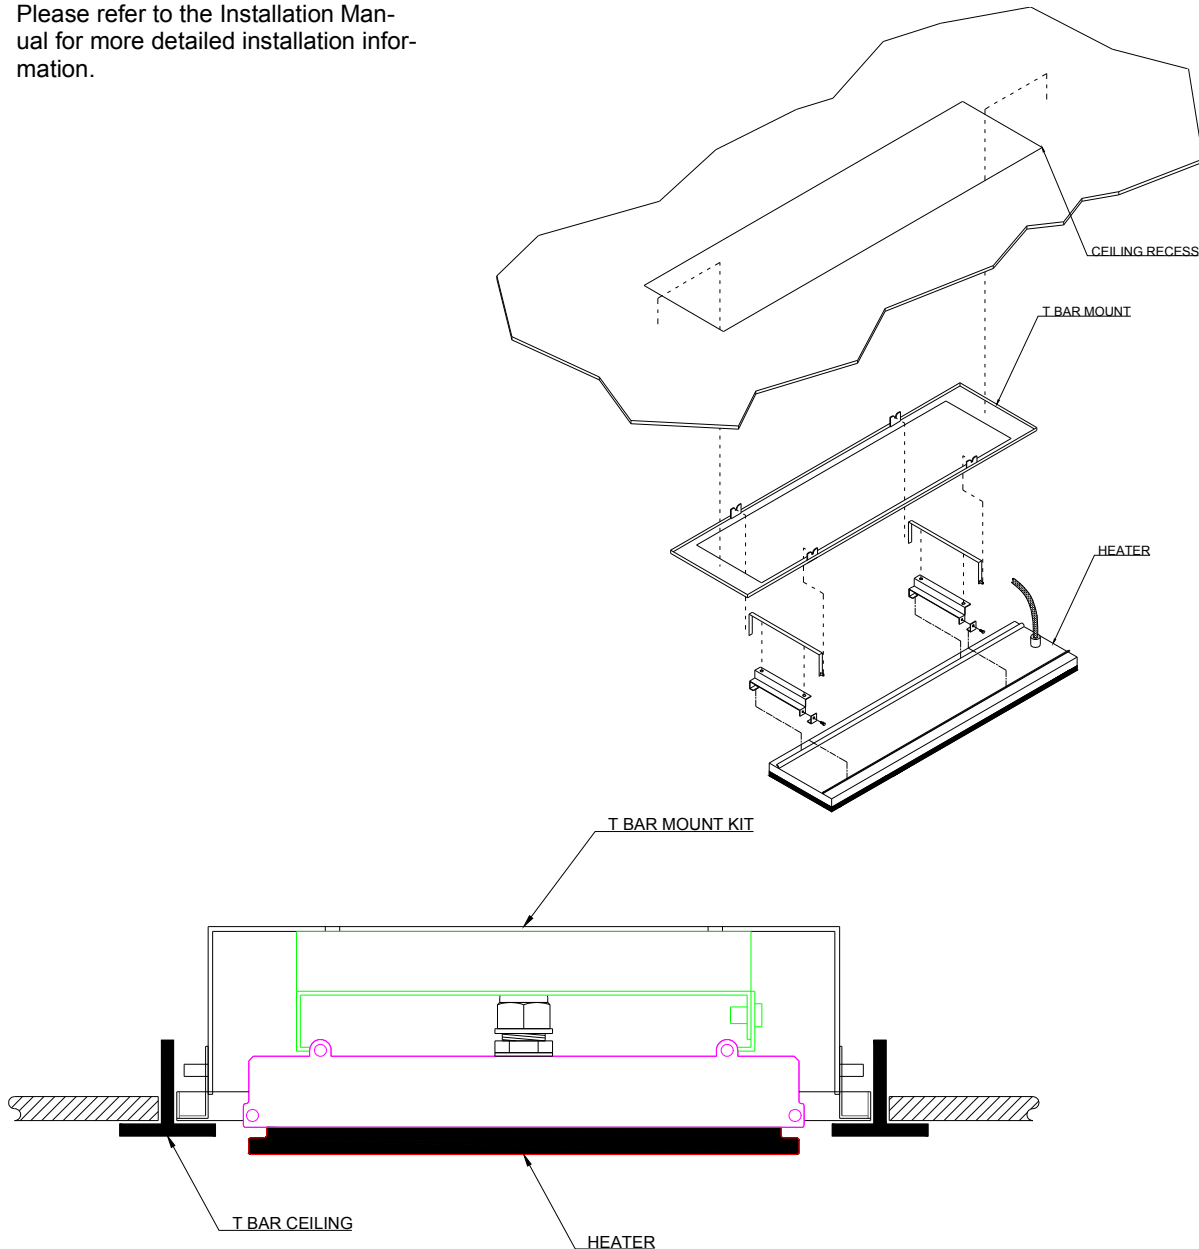 Please refer to the Installation Man-
ual for more detailed installation infor-
mation.
CEILING RECESS
T BAR MOUNT
HEATER
T BAR MOUNT KIT
T BAR CEILING
HEATER